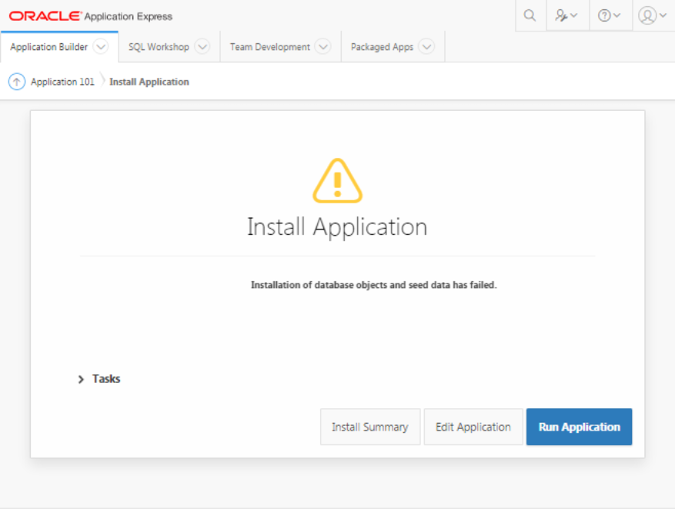 ORACLE Application Express
Application Builder SQL Workshop Team Development Packaged Apps
Application 101 Install Application
Install Application
Installation of database objects and seed data has failed.
Tasks
Install Summary Edit Application Run Application